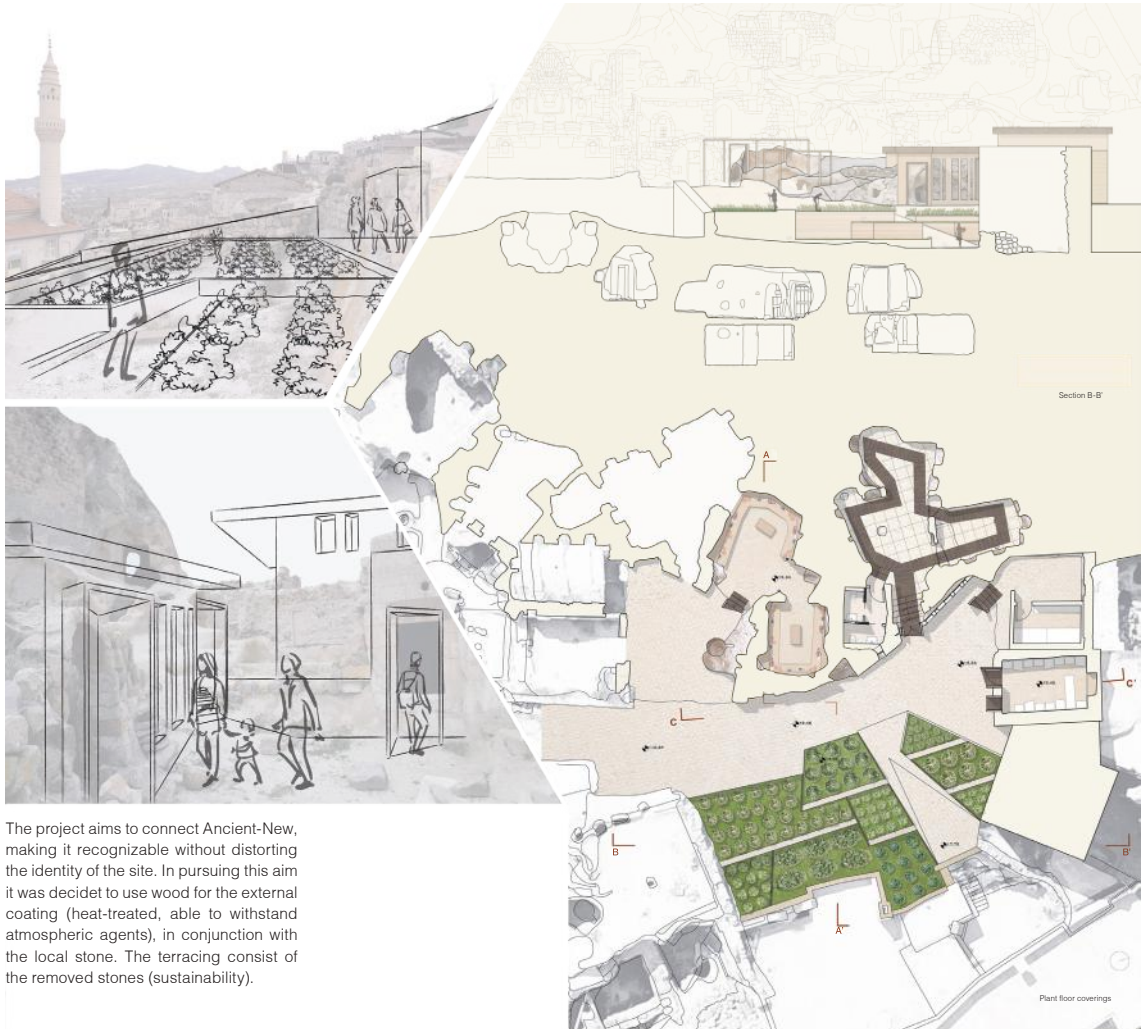 Section B-B'
A
C
C'
B
B'
A'
Plant floor coverings
The project aims to connect Ancient-New,
making it recognizable without distorting
the identity of the site. In pursuing this aim
it was decidet to use wood for the external
coating (heat-treated, able to withstand
atmospheric agents), in conjunction with
the local stone. The terracing consist of
the removed stones (sustainability).